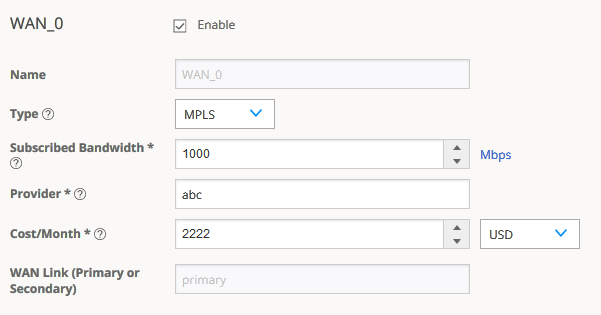 WAN_0 Enable
Name WAN_0
Type ? MPLS
Subscribed Bandwidth * 1000 Mbps
?
Provider * ? abc
Cost/Month * ? 2222 USD
WAN Link (Primary or primary
Secondary)